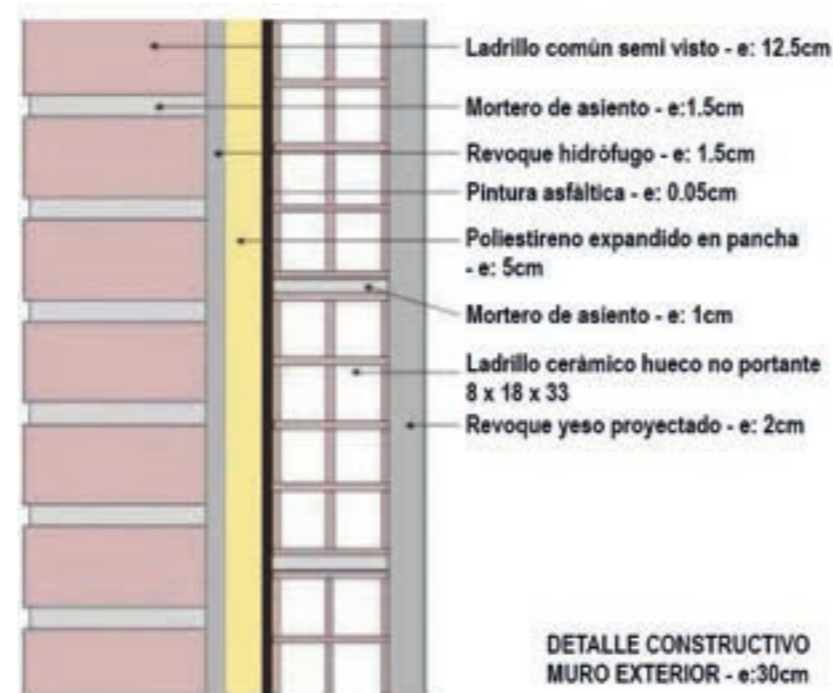 Ladrillo común semi visto - e: 12.5cm
Mortero de asiento - e:1.5cm
Revoque hidrófugo - e: 1.5cm
Pintura asfáltica - e: 0.05cm
Poliestireno expandido en pancha
- e: 5cm
Mortero de asiento - e: 1cm
Ladrillo cerámico hueco no portante
8 x 18 x 33
Revoque yeso proyectado - e: 2cm
DETALLE CONSTRUCTIVO
MURO EXTERIOR - e:30cm